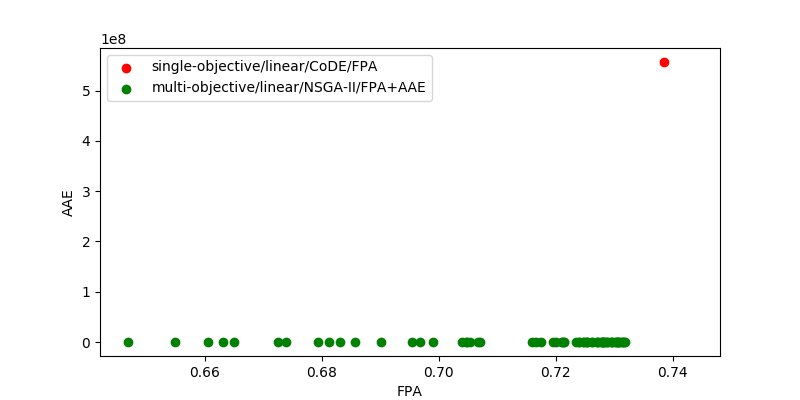 1e8
single-objective/linear/CoDE/FPA
multi-objective/linear/NSGA-II/FPA+AAE
5
4
3
2
1
0
AAE
0.66 0.68 0.70 0.72 0.74
FPA